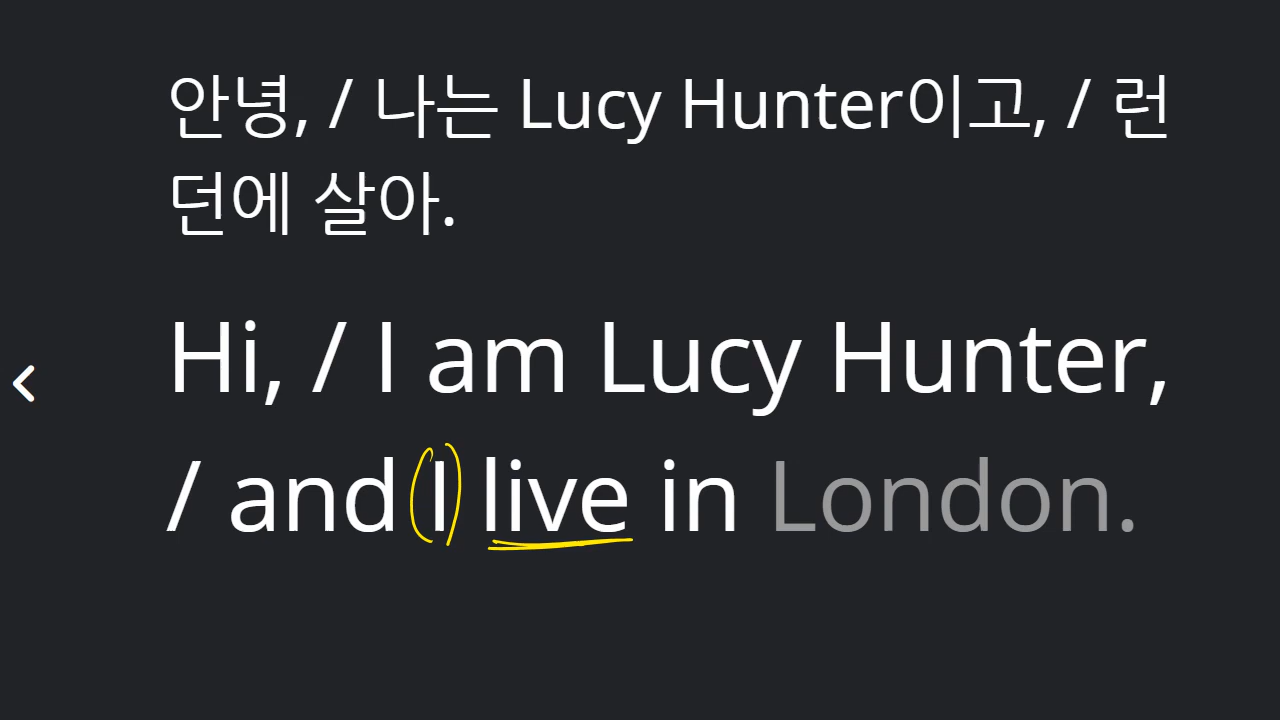 안녕, / 나는 Lucy Hunter이고, / 런
던에 살아.
Hi, / I am Lucy Hunter,
/ and (I) live in London.